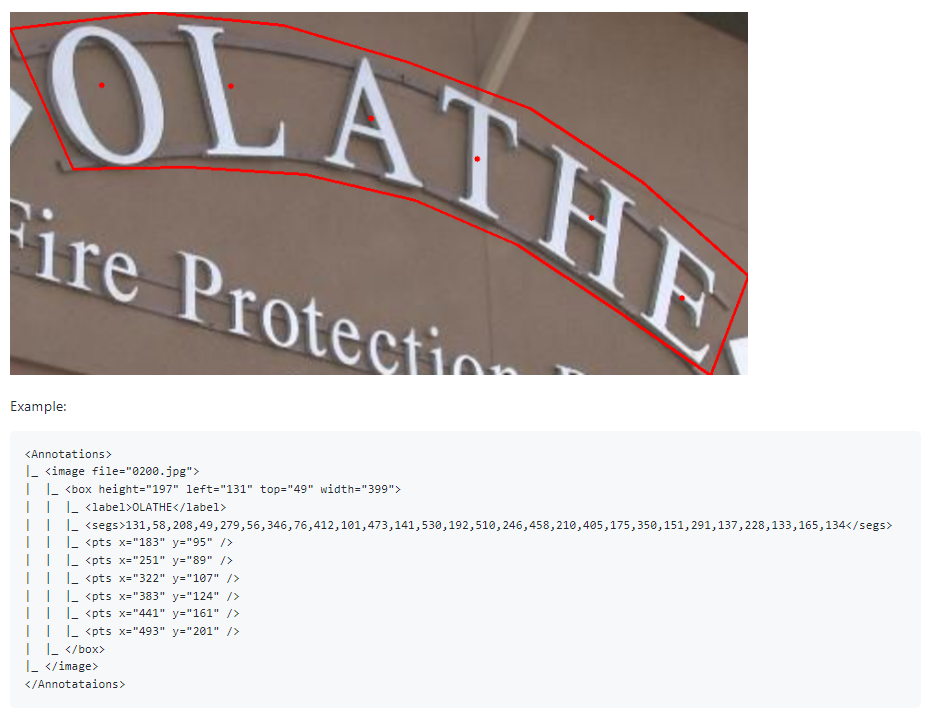 OLATHE
Fire Protection
Example:
<Annotations>
|_ <image file="0200.jpg">
|  |_ <box height="197" left="131" top="49" width="399">
|  |  |_ <label>OLATHE</label>
|  |  |_ <segs>131,58,208,49,279,56,346,76,412,101,473,141,530,192,510,246,458,210,405,175,350,151,291,137,228,133,165,134</segs>
|  |  |_ <pts x="183" y="95" />
|  |  |_ <pts x="251" y="89" />
|  |  |_ <pts x="322" y="107" />
|  |  |_ <pts x="383" y="124" />
|  |  |_ <pts x="441" y="161" />
|  |  |_ <pts x="493" y="201" />
|  |_ </box>
|_ </image>
</Annotataions>